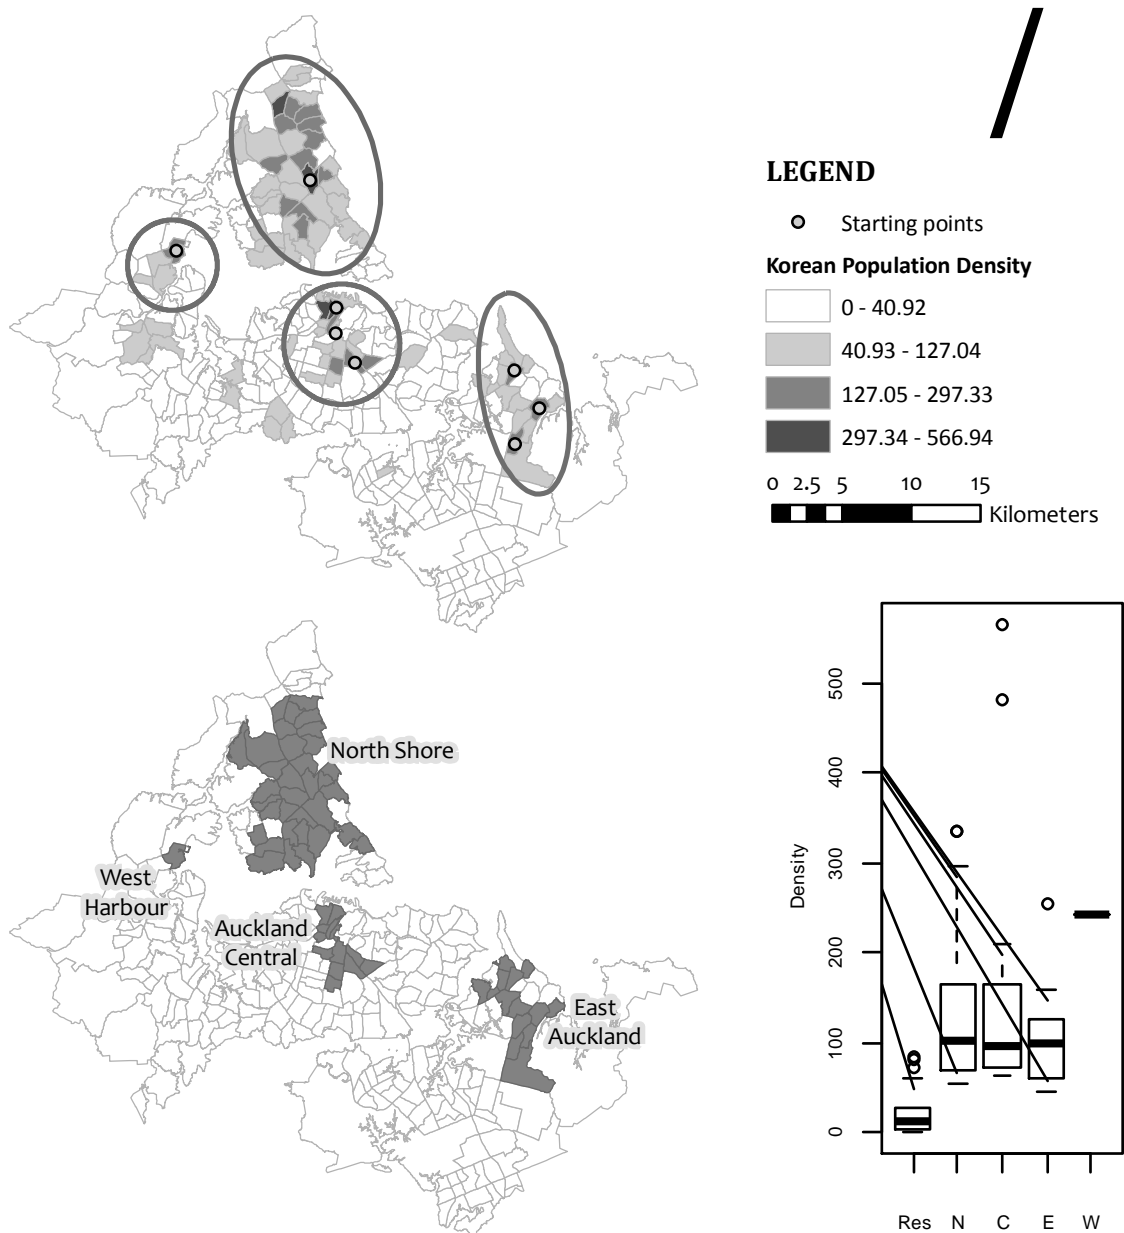 LEGEND
Starting points
Korean Population Density
0 - 40.92
40.93 - 127.04
127.05 - 297.33
297.34 - 566.94
0 2.5 5 10 15
Kilometers
North Shore
West
Harbour
Auckland
Central
East
Auckland
Density
500
400
300
200
100
0
Res N C E W